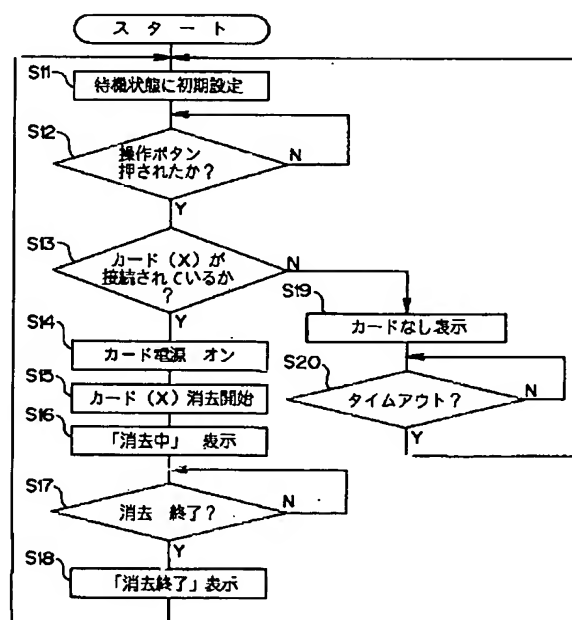 スタート
S11
待機状態に初期設定
S12
操作ボタン
押されたか?
N
Y
S13
カード(X)が
接続されているか
?
N
Y
S19
カードなし表示
S14
カード電源 オン
S20
タイムアウト?
N
Y
S15
カード(X)消去開始
S16
「消去中」 表示
S17
消去 終了?
N
Y
S18
「消去終了」表示